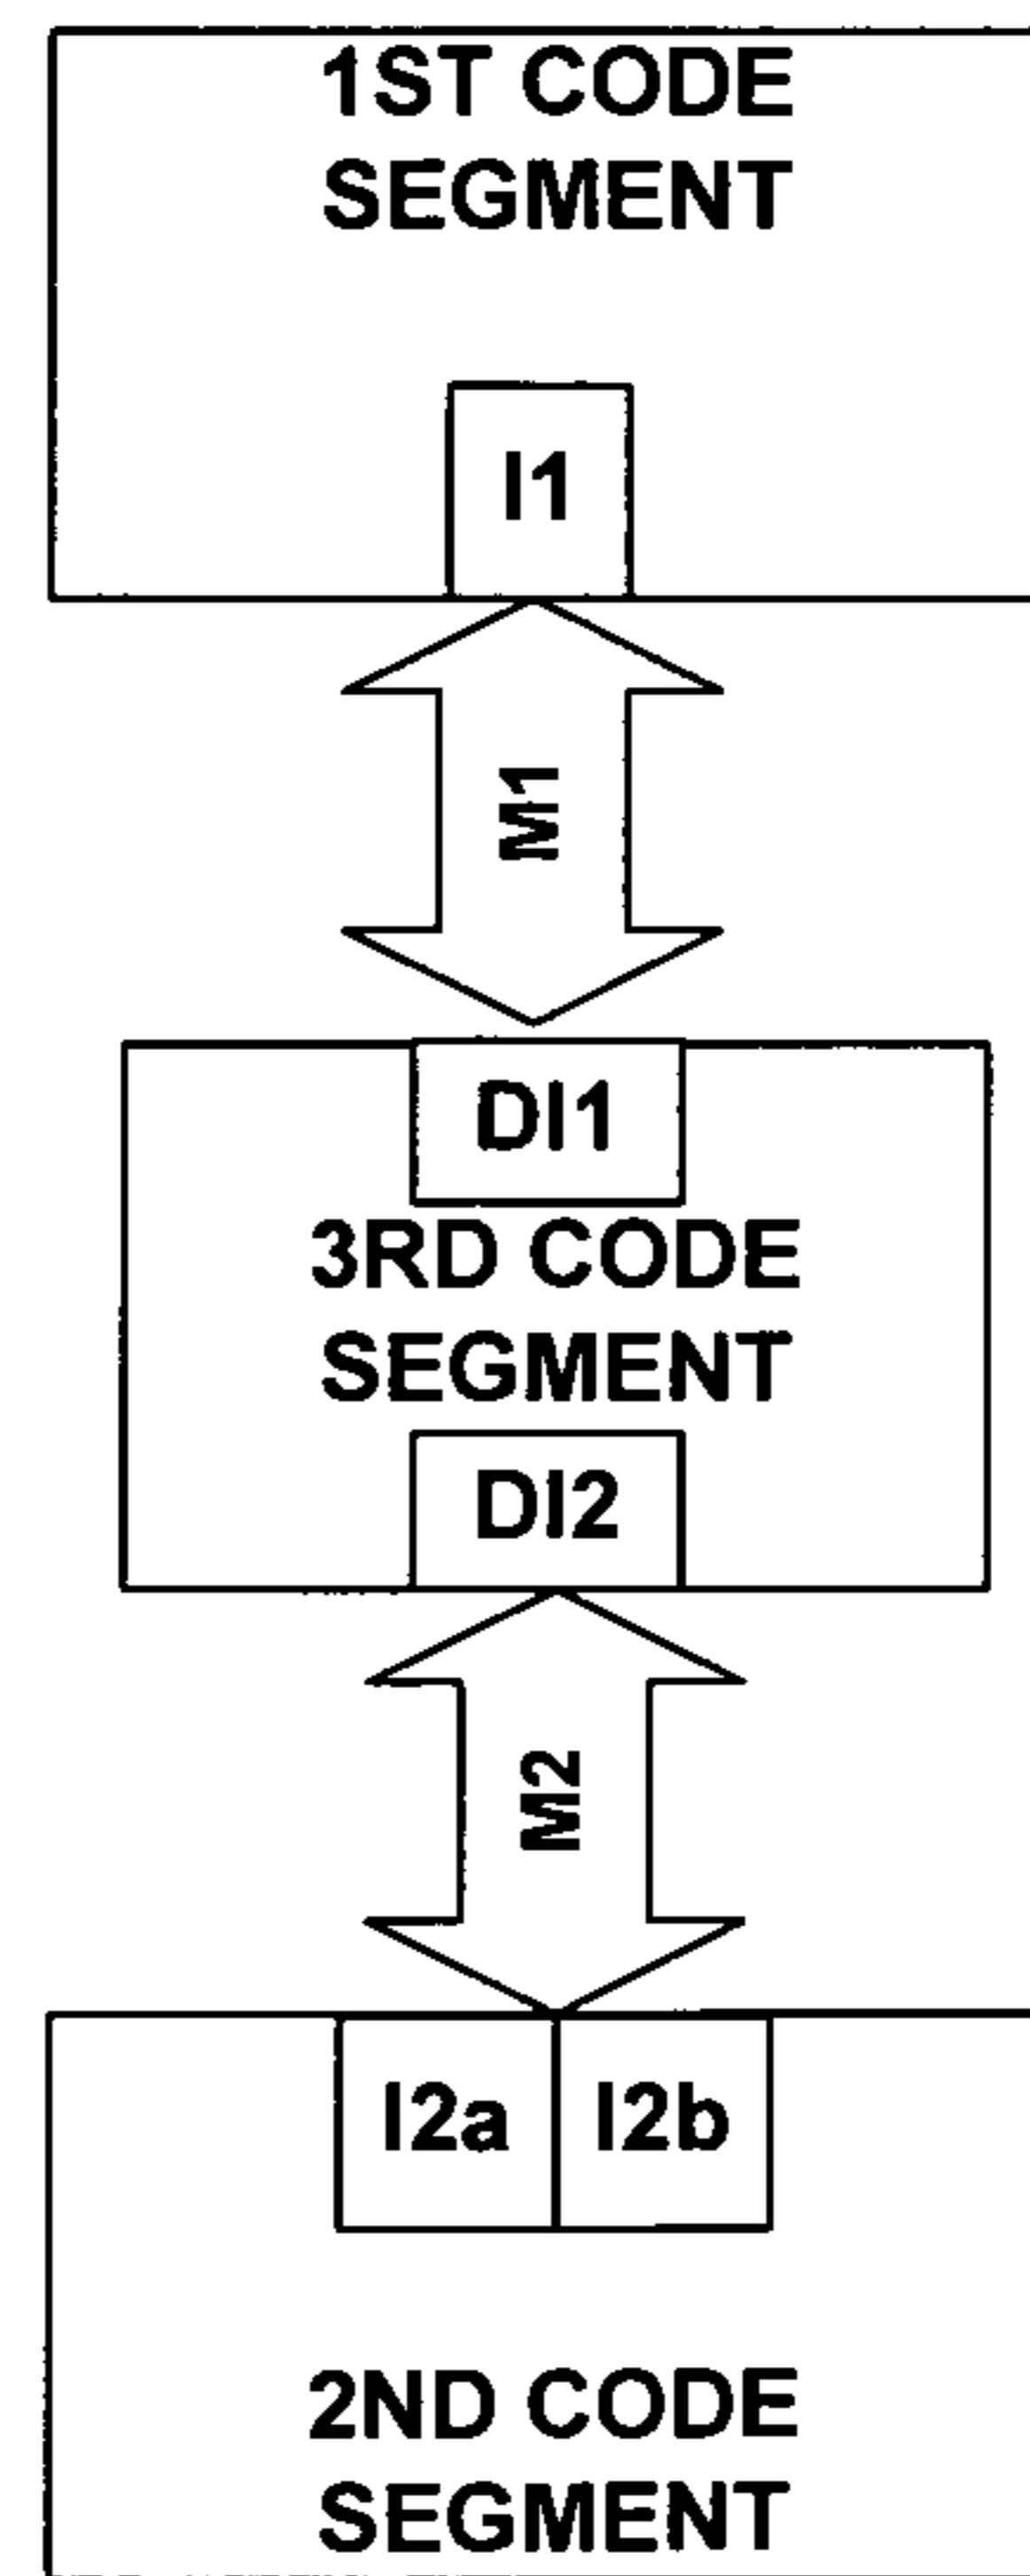 1ST CODE
SEGMENT
I1
M1
DI1
3RD CODE
SEGMENT
DI2
M2
I2a I2b
2ND CODE
SEGMENT